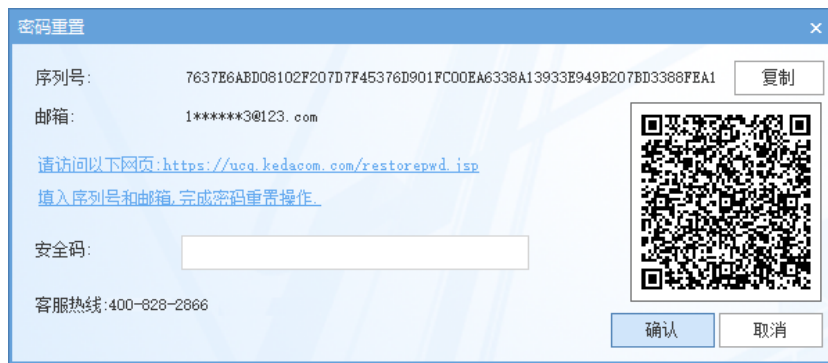 密码重置
序列号: 7637E6ABD08102F207D7F45376D901FC00EA6338A13933E949B207BD3388FEA1 复制
邮箱: 1******3@123.com
请访问以下网页:https://ucq.kedacom.com/restorepwd.jsp
填入序列号和邮箱,完成密码重置操作.
安全码:
客服热线:400-828-2866
确认 取消